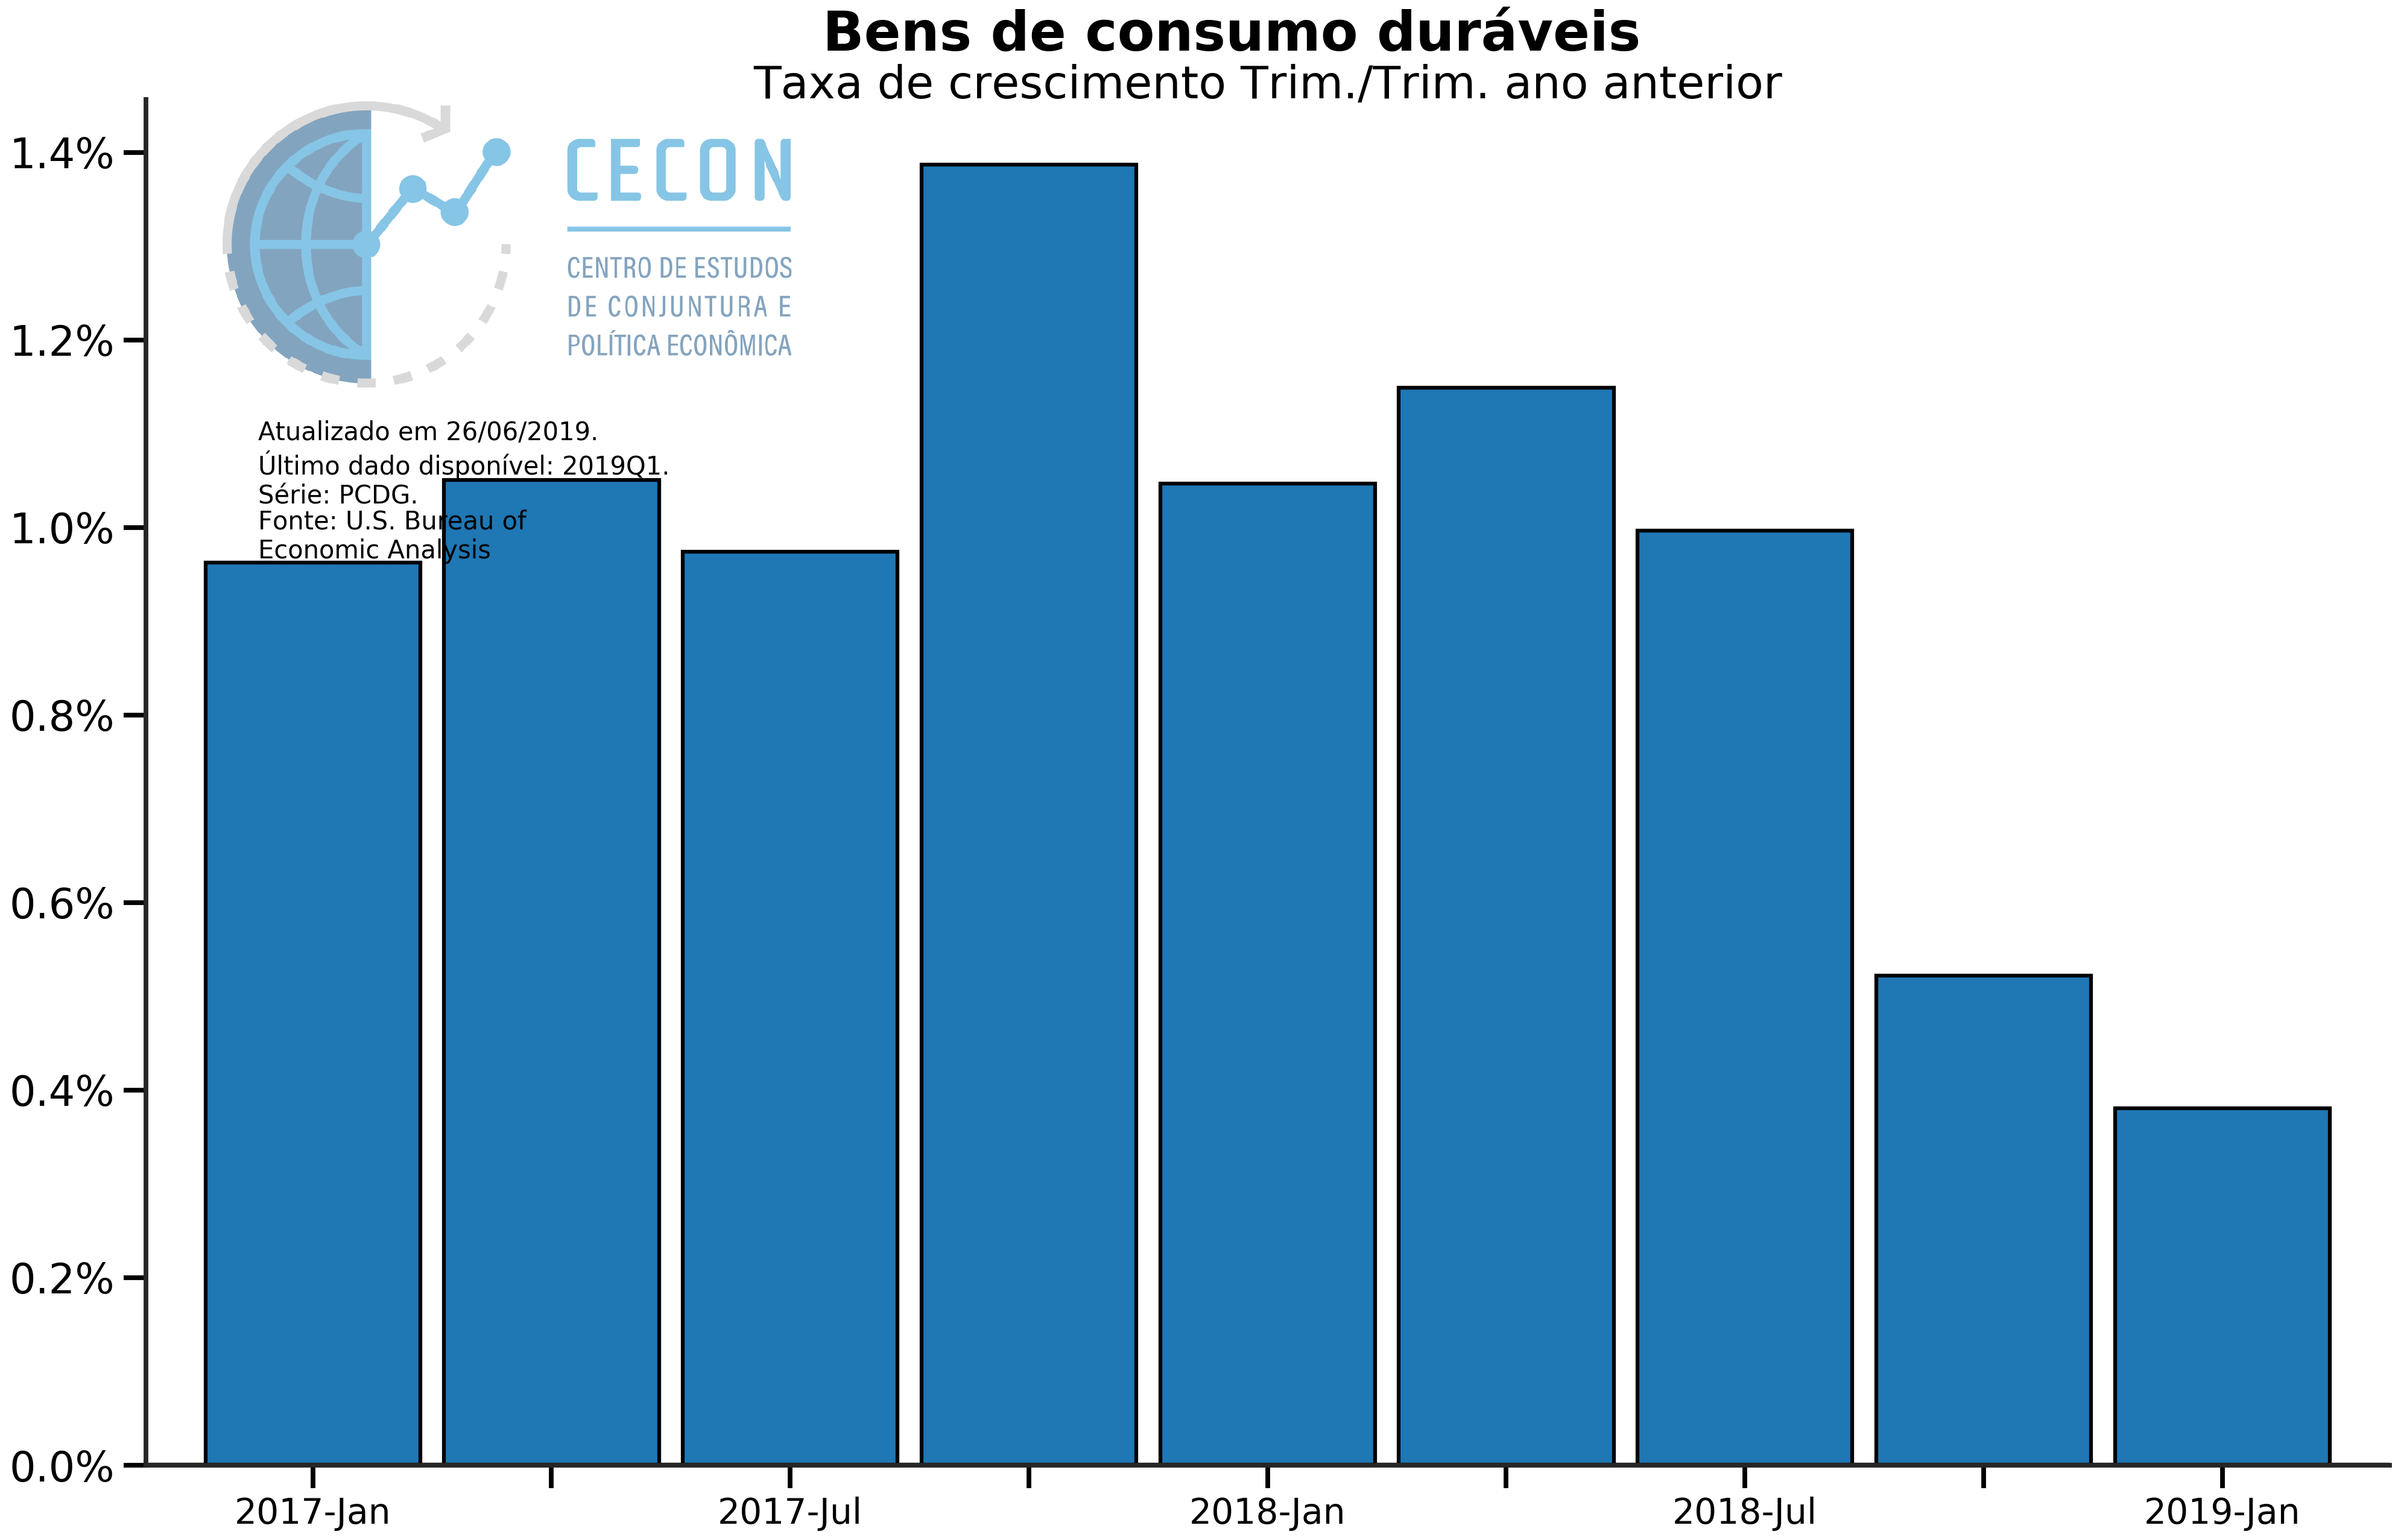 Bens de consumo duráveis
Taxa de crescimento Trim./Trim. ano anterior
CECON
CENTRO DE ESTUDOS
DE CONJUNTURA E
POLÍTICA ECONÔMICA
Atualizado em 26/06/2019.
Último dado disponível: 2019Q1.
Série: PCDG.
Fonte: U.S. Bureau of
Economic Analysis
1.4%
1.2%
1.0%
0.8%
0.6%
0.4%
0.2%
0.0%
2017-Jan
2017-Jul
2018-Jan
2018-Jul
2019-Jan